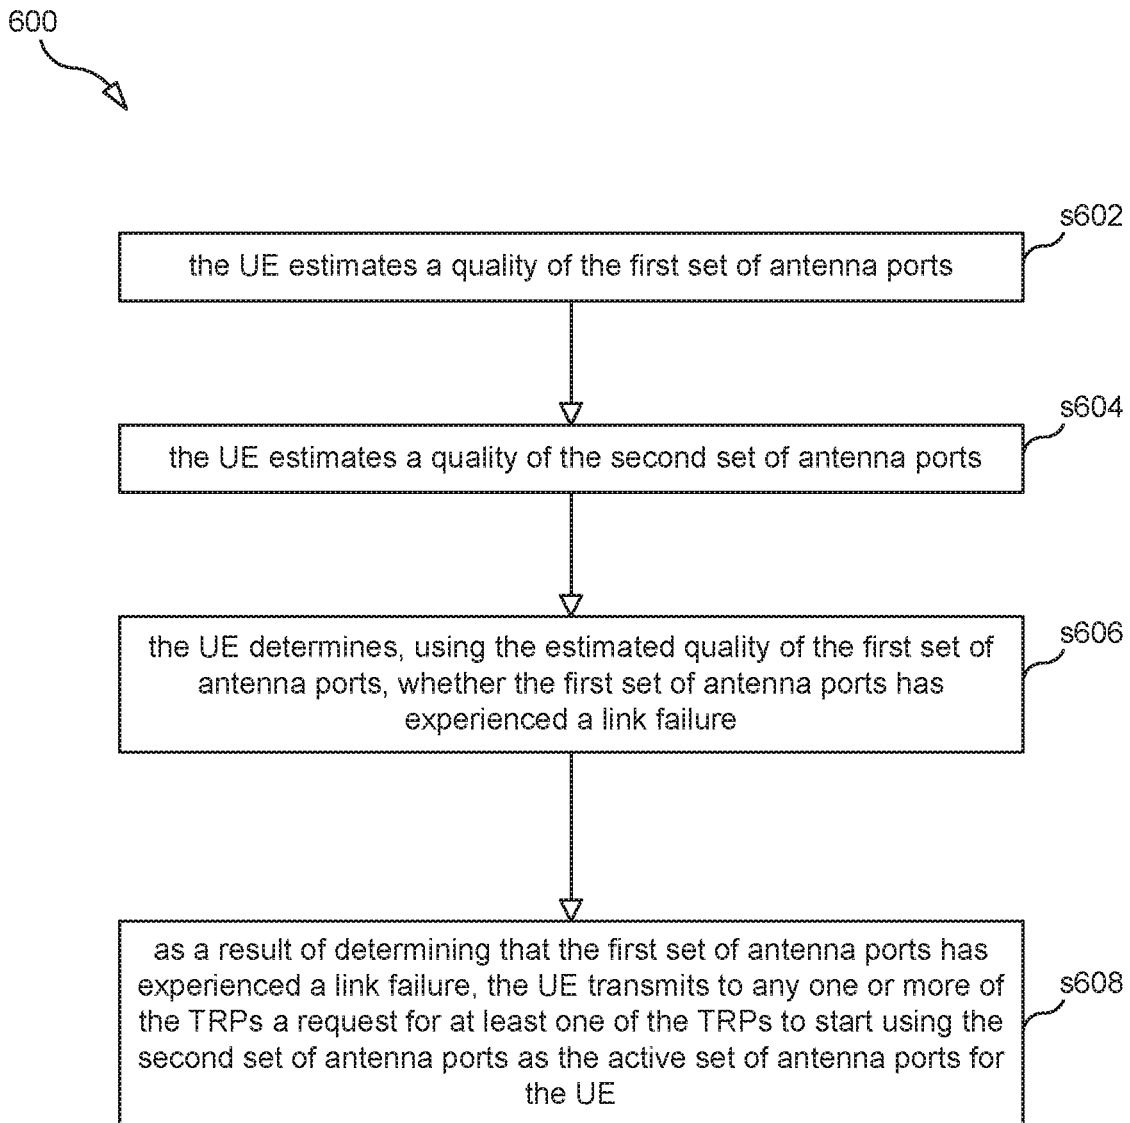 600
s602
the UE estimates a quality of the first set of antenna ports
s604
the UE estimates a quality of the second set of antenna ports
s606
the UE determines, using the estimated quality of the first set of
antenna ports, whether the first set of antenna ports has
experienced a link failure
s608
as a result of determining that the first set of antenna ports has
experienced a link failure, the UE transmits to any one or more of
the TRPs a request for at least one of the TRPs to start using the
second set of antenna ports as the active set of antenna ports for
the UE